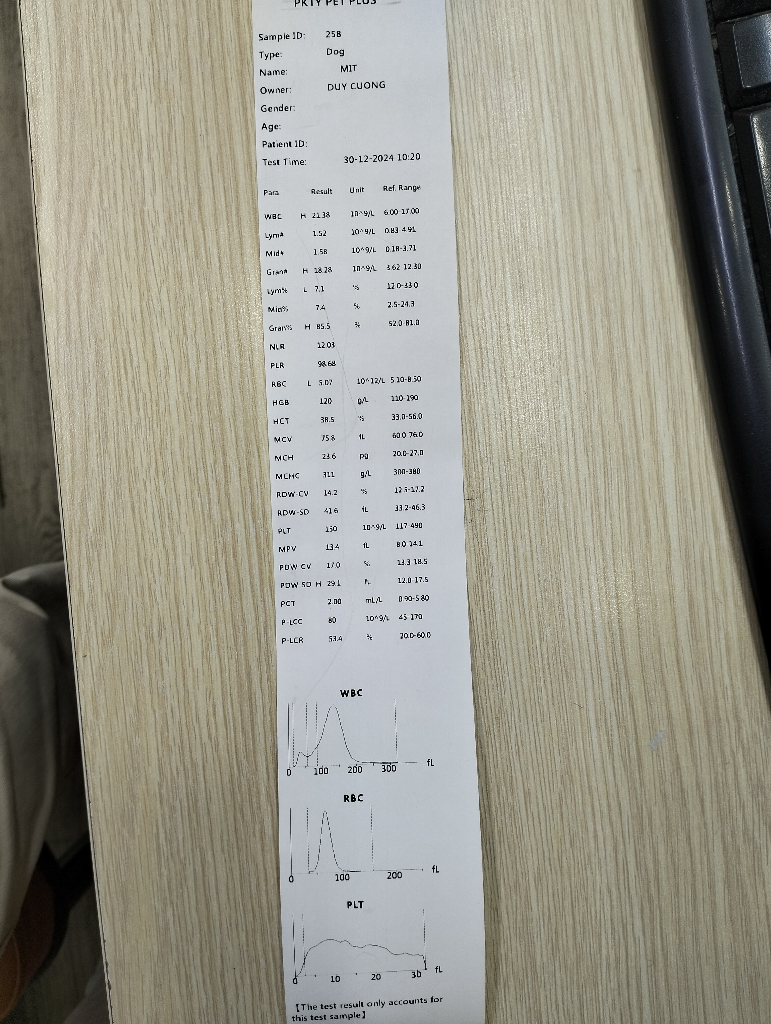 PKTY PET PLUS
Sample ID: 258
Type: Dog
Name: MIT
Owner: DUY CUONG
Gender:
Age:
Patient ID:
Test Time: 30-12-2024 10:20
Para Result Unit Ref. Range
WBC H 21.38 10^9/L 6.00-17.00
Lym# 1.52 10^9/L 0.83-4.91
Mid# 1.58 10^9/L 0.18-3.71
Gran# H 18.28 10^9/L 3.62-12.30
Lym% L 7.1 % 12.0-33.0
Mid% 7.4 % 2.5-24.3
Gran% H 85.5 % 52.0-81.0
NLR 12.03
PLR 98.68
RBC L 5.07 10^12/L 5.10-8.50
HGB 120 g/L 110-190
HCT 38.5 % 33.0-56.0
MCV 75.8 fL 60.0-76.0
MCH 23.6 pg 20.0-27.0
MCHC 311 g/L 300-380
RDW-CV 14.2 % 12.5-17.2
RDW-SD 41.6 fL 33.2-46.3
PLT 150 10^9/L 117-490
MPV 13.4 fL 8.0-14.1
PDW-CV 17.0 % 13.3-18.5
PDW-SD H 29.1 fL 12.0-17.5
PCT 2.00 mL/L 0.90-5.80
P-LCC 80 10^9/L 45-170
P-LCR 53.4 % 20.0-60.0
WBC
0 100 200 300 fL
RBC
0 100 200 fL
PLT
0 10 20 30 fL
【The test result only accounts for
this test sample】